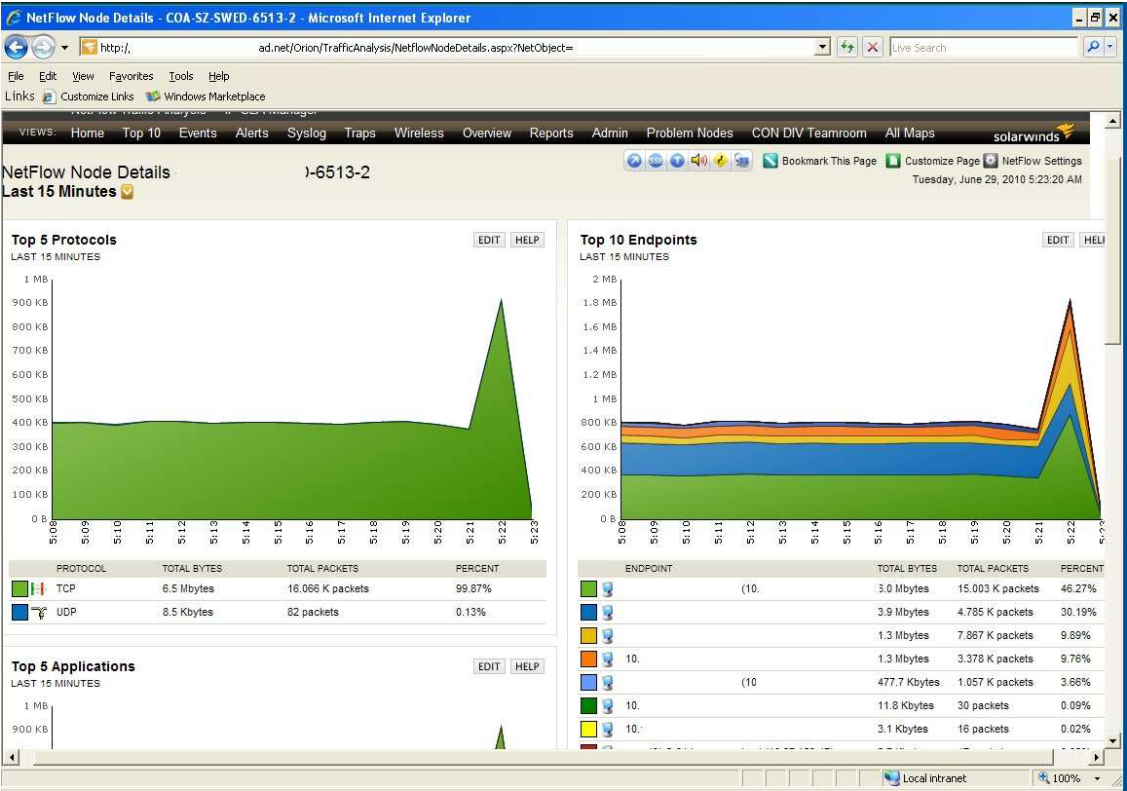 NetFlow Node Details - COA-SZ-SWED-6513-2 - Microsoft Internet Explorer
http:/, ad.net/Orion/TrafficAnalysis/NetflowNodeDetails.aspx?NetObject=
Live Search
File Edit View Favorites Tools Help
Links Customize Links Windows Marketplace
VIEWS: Home Top 10 Events Alerts Syslog Traps Wireless Overview Reports Admin Problem Nodes CON DIV Teamroom All Maps solarwinds
Bookmark This Page Customize Page NetFlow Settings
NetFlow Node Details )-6513-2
Tuesday, June 29, 2010 5:23:20 AM
Last 15 Minutes
Top 5 Protocols EDIT HELP
LAST 15 MINUTES
1 MB
900 KB
800 KB
700 KB
600 KB
500 KB
400 KB
300 KB
200 KB
100 KB
0 B
5:08 5:09 5:10 5:11 5:12 5:13 5:14 5:15 5:16 5:17 5:18 5:19 5:20 5:21 5:22 5:23
PROTOCOL TOTAL BYTES TOTAL PACKETS PERCENT
TCP 6.5 Mbytes 16.066 K packets 99.87%
UDP 8.5 Kbytes 82 packets 0.13%
Top 5 Applications EDIT HELP
LAST 15 MINUTES
1 MB
900 KB
Top 10 Endpoints EDIT HELP
LAST 15 MINUTES
2 MB
1.8 MB
1.6 MB
1.4 MB
1.2 MB
1 MB
800 KB
600 KB
400 KB
200 KB
0 B
5:08 5:09 5:10 5:11 5:12 5:13 5:14 5:15 5:16 5:17 5:18 5:19 5:20 5:21 5:22 5:23
ENDPOINT TOTAL BYTES TOTAL PACKETS PERCENT
(10. .0 Mbytes 15.003 K packets 46.27%
3.9 Mbytes 4.785 K packets 30.19%
1.3 Mbytes 7.867 K packets 9.89%
10. 1.3 Mbytes 3.378 K packets 9.76%
(10 477.7 Kbytes 1.057 K packets 3.66%
10. 11.8 Kbytes 30 packets 0.09%
10. 3.1 Kbytes 16 packets 0.02%
Local intranet 100%